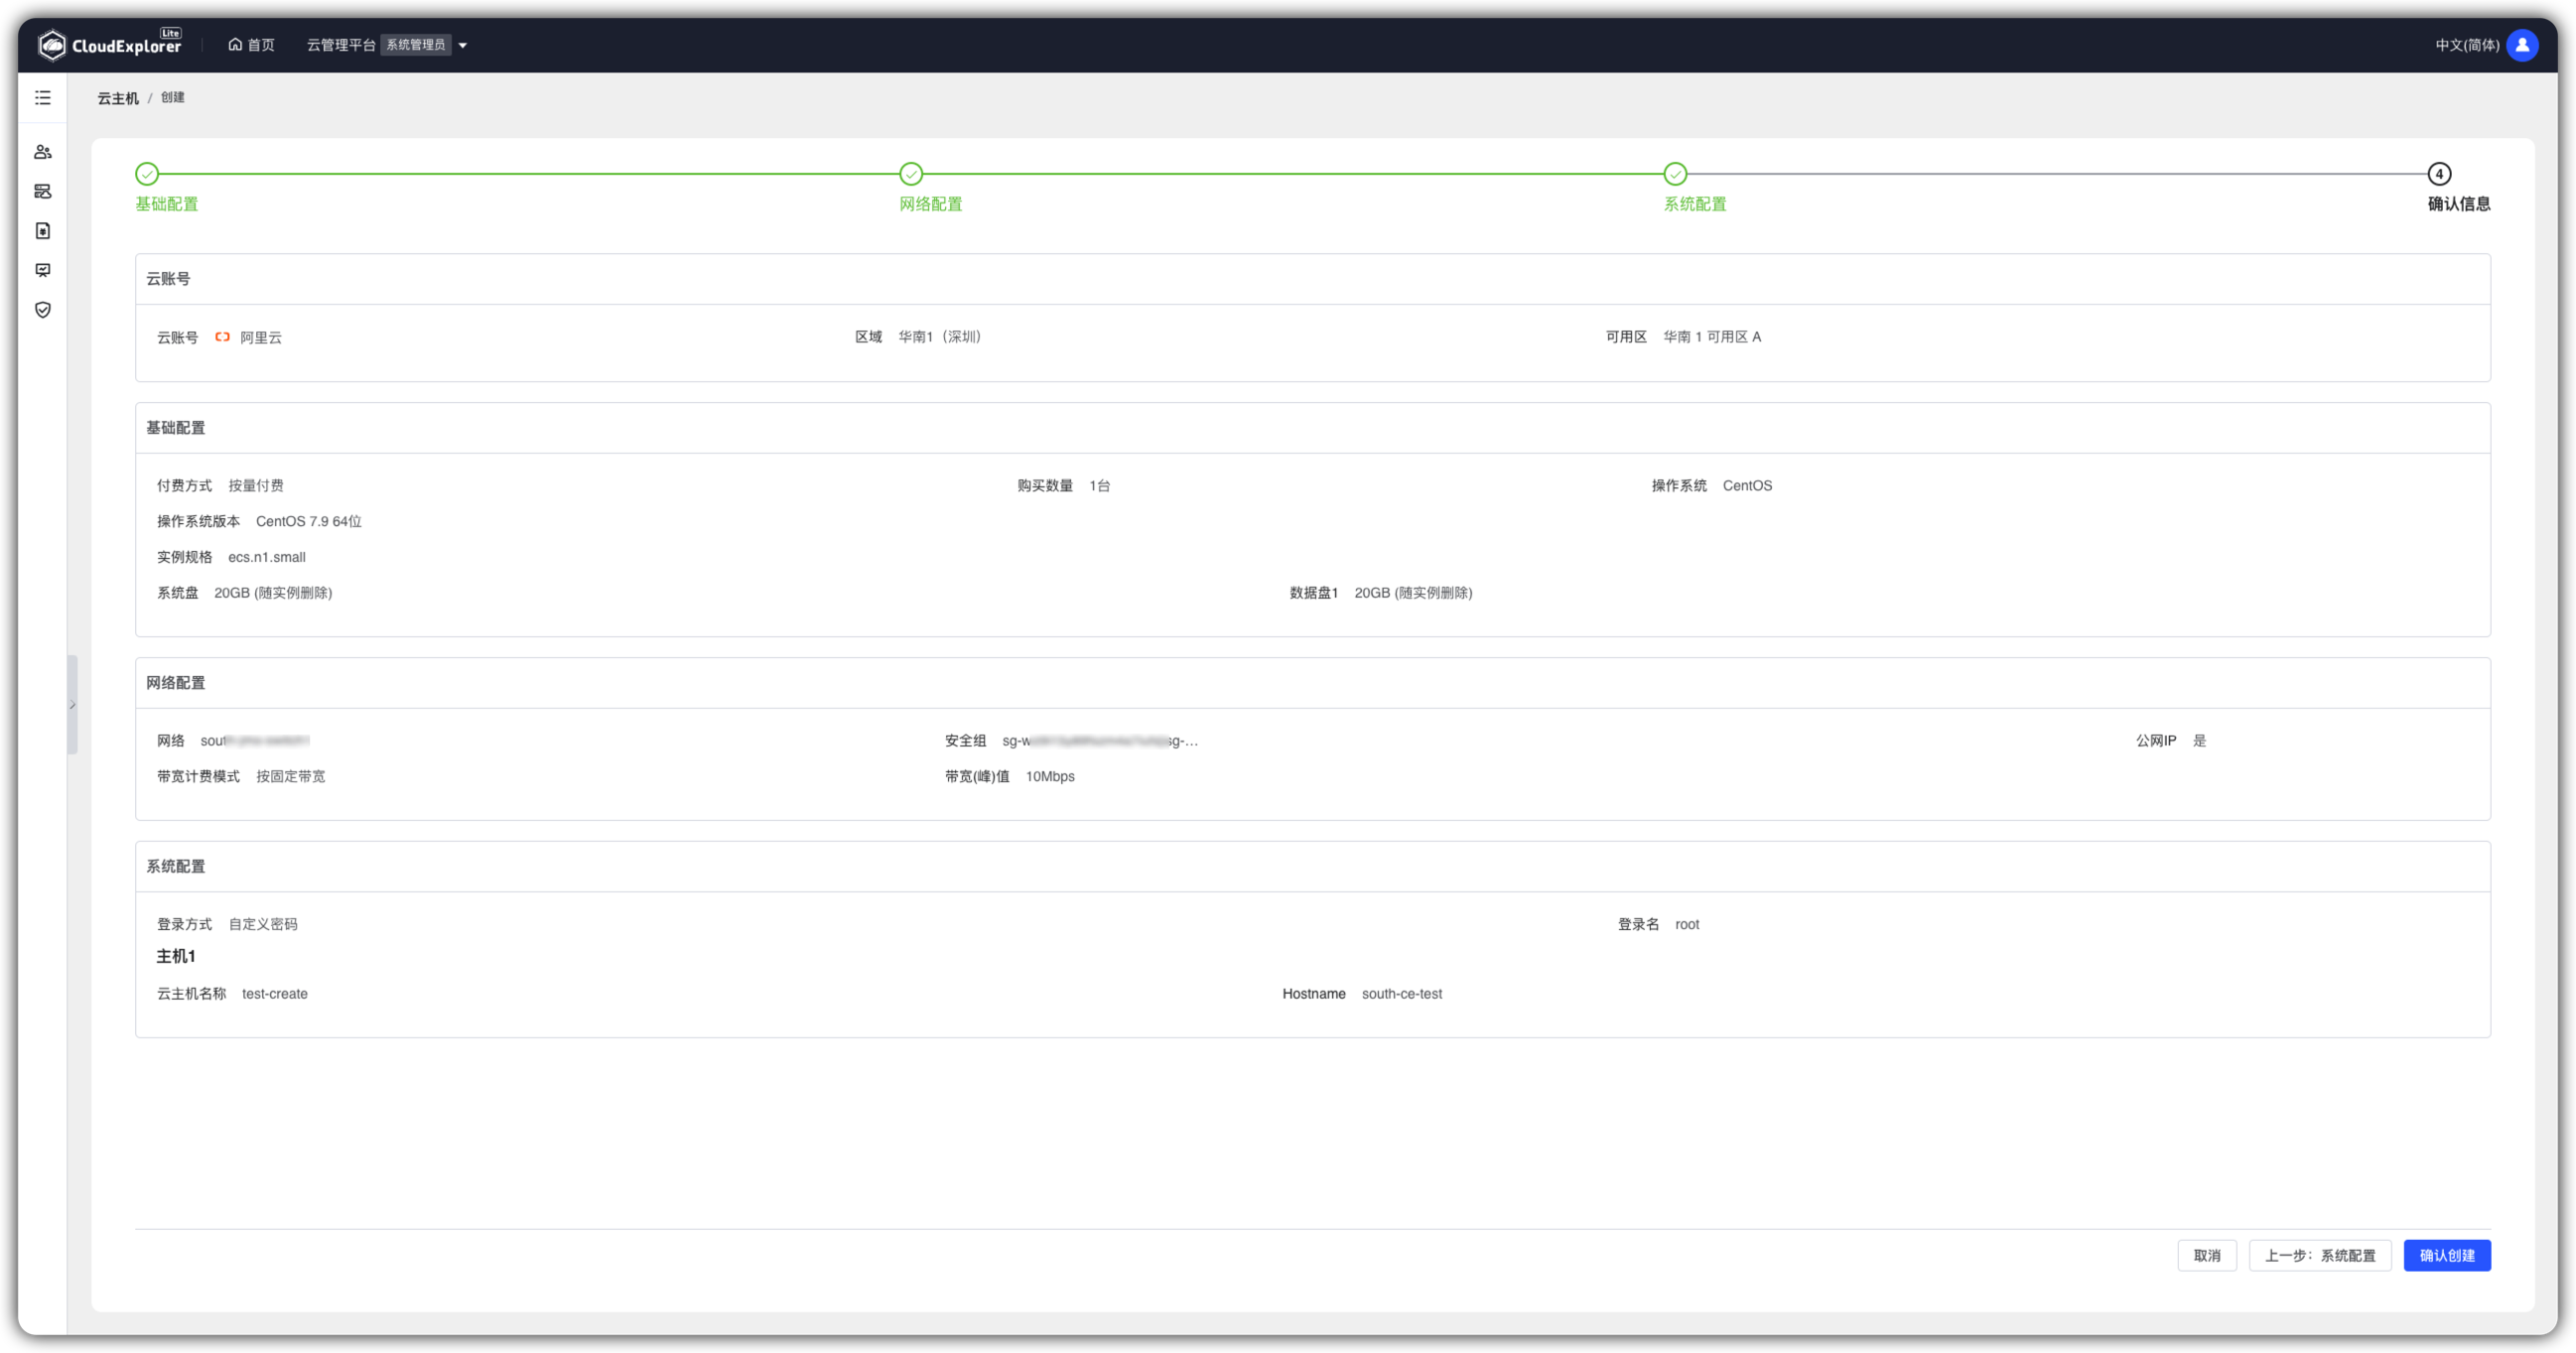 CloudExplorer Lite 首页 云管理平台 系统管理员 中文(简体)
云主机 / 创建
4
基础配置 网络配置 系统配置 确认信息
云账号
云账号 阿里云 区域 华南1（深圳） 可用区 华南 1 可用区 A
基础配置
付费方式 按量付费 购买数量 1台 操作系统 CentOS
操作系统版本 CentOS 7.9 64位
实例规格 ecs.n1.small
系统盘 20GB (随实例删除) 数据盘1 20GB (随实例删除)
网络配置
网络 sout 安全组 sg-w sg-... 公网IP 是
带宽计费模式 按固定带宽 带宽(峰)值 10Mbps
系统配置
登录方式 自定义密码 登录名 root
主机1
云主机名称 test-create Hostname south-ce-test
取消 上一步：系统配置 确认创建